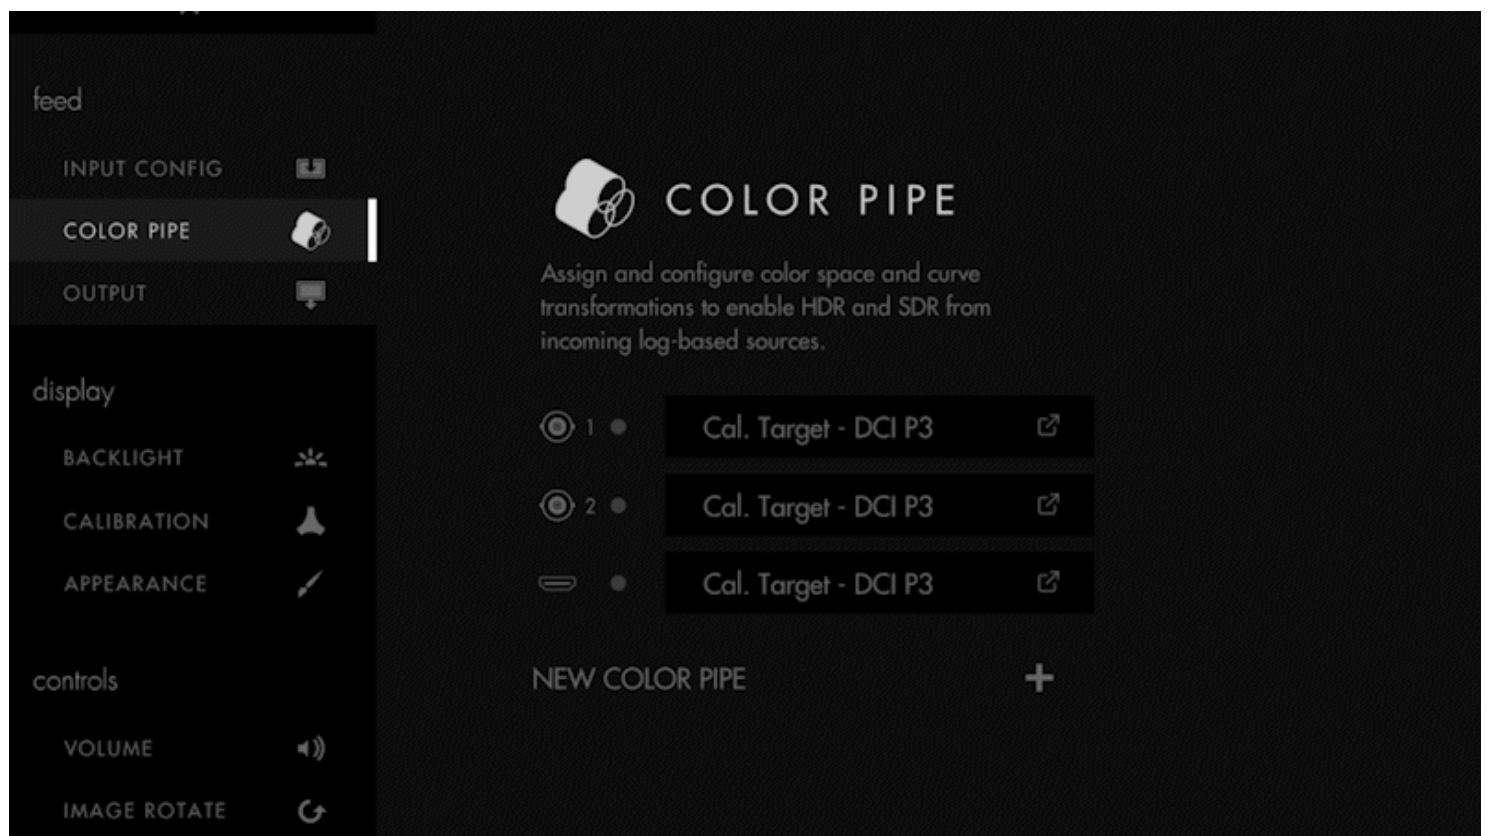 feed
INPUT CONFIG
COLOR PIPE
OUTPUT
display
BACKLIGHT
CALIBRATION
APPEARANCE
controls
VOLUME
IMAGE ROTATE
COLOR PIPE
Assign and configure color space and curve
transformations to enable HDR and SDR from
incoming log-based sources.
1 Cal. Target - DCI P3
2 Cal. Target - DCI P3
Cal. Target - DCI P3
NEW COLOR PIPE +